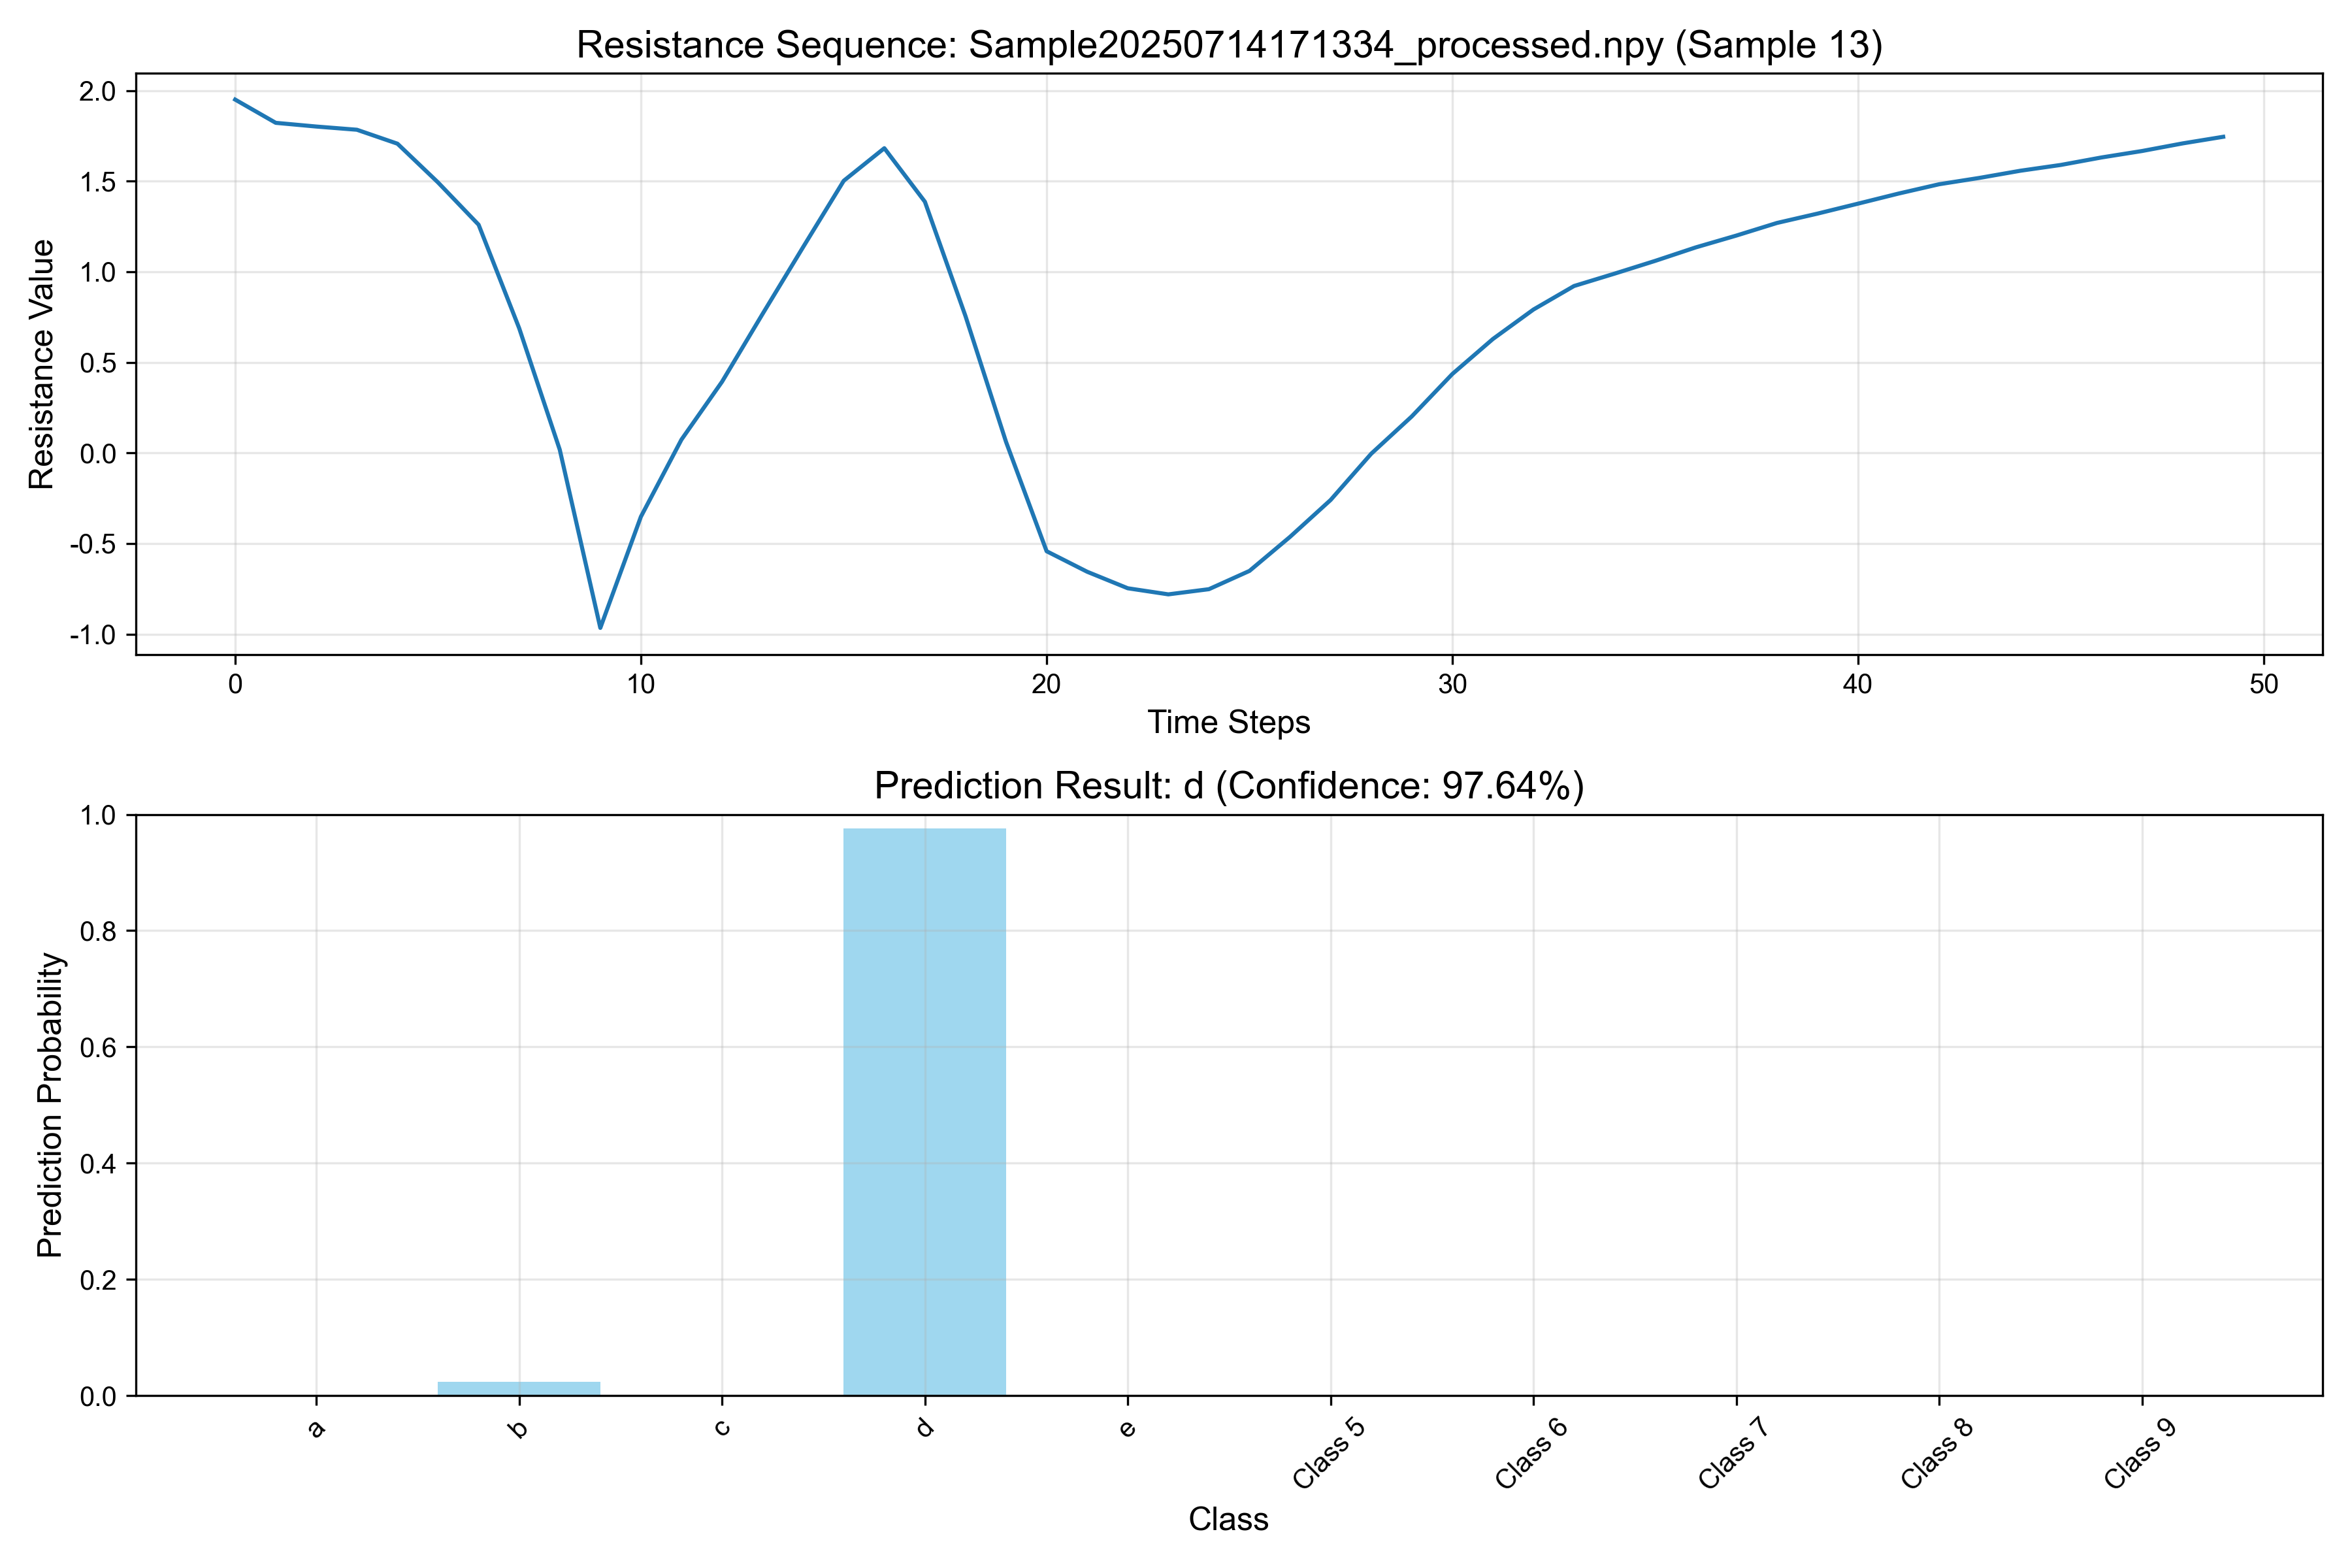 Resistance Sequence: Sample20250714171334_processed.npy (Sample 13)
2.0
1.5
1.0
0.5
0.0
-0.5
-1.0
Resistance Value
0 10 20 30 40 50
Time Steps
Prediction Result: d (Confidence: 97.64%)
1.0
0.8
0.6
0.4
0.2
0.0
Prediction Probability
a b c d e Class 5 Class 6 Class 7 Class 8 Class 9
Class